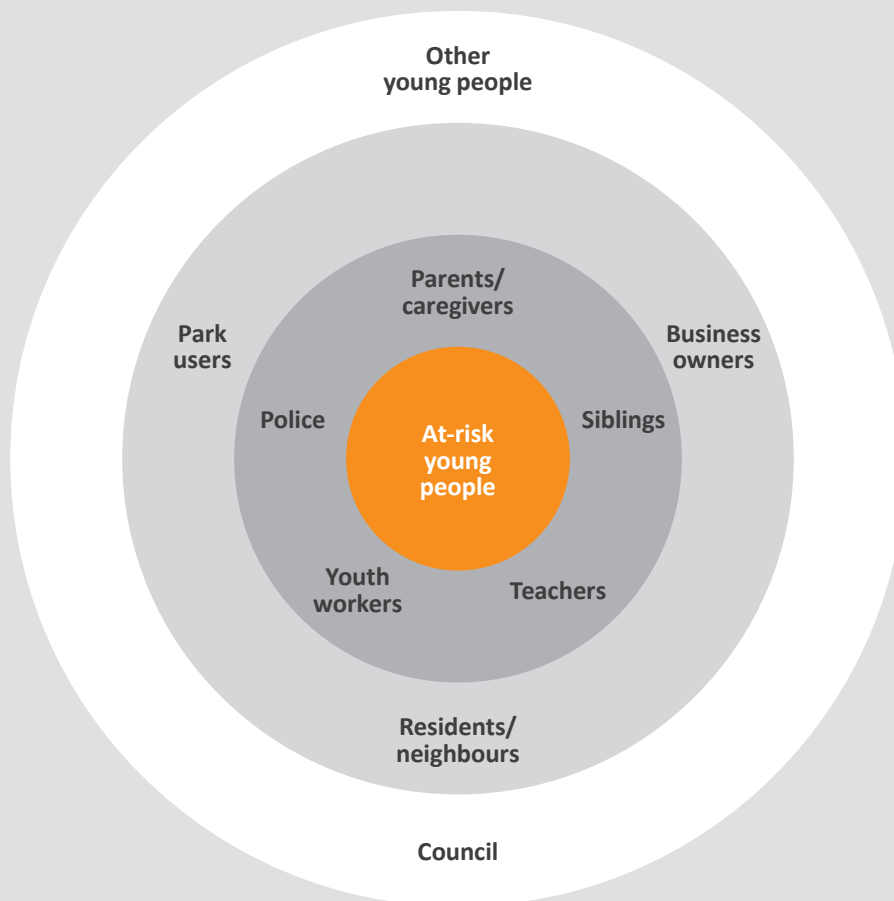 Other
young people
Parents/
caregivers
Park
users
Business
owners
Police
Siblings
At-risk
young
people
Youth
workers
Teachers
Residents/
neighbours
Council